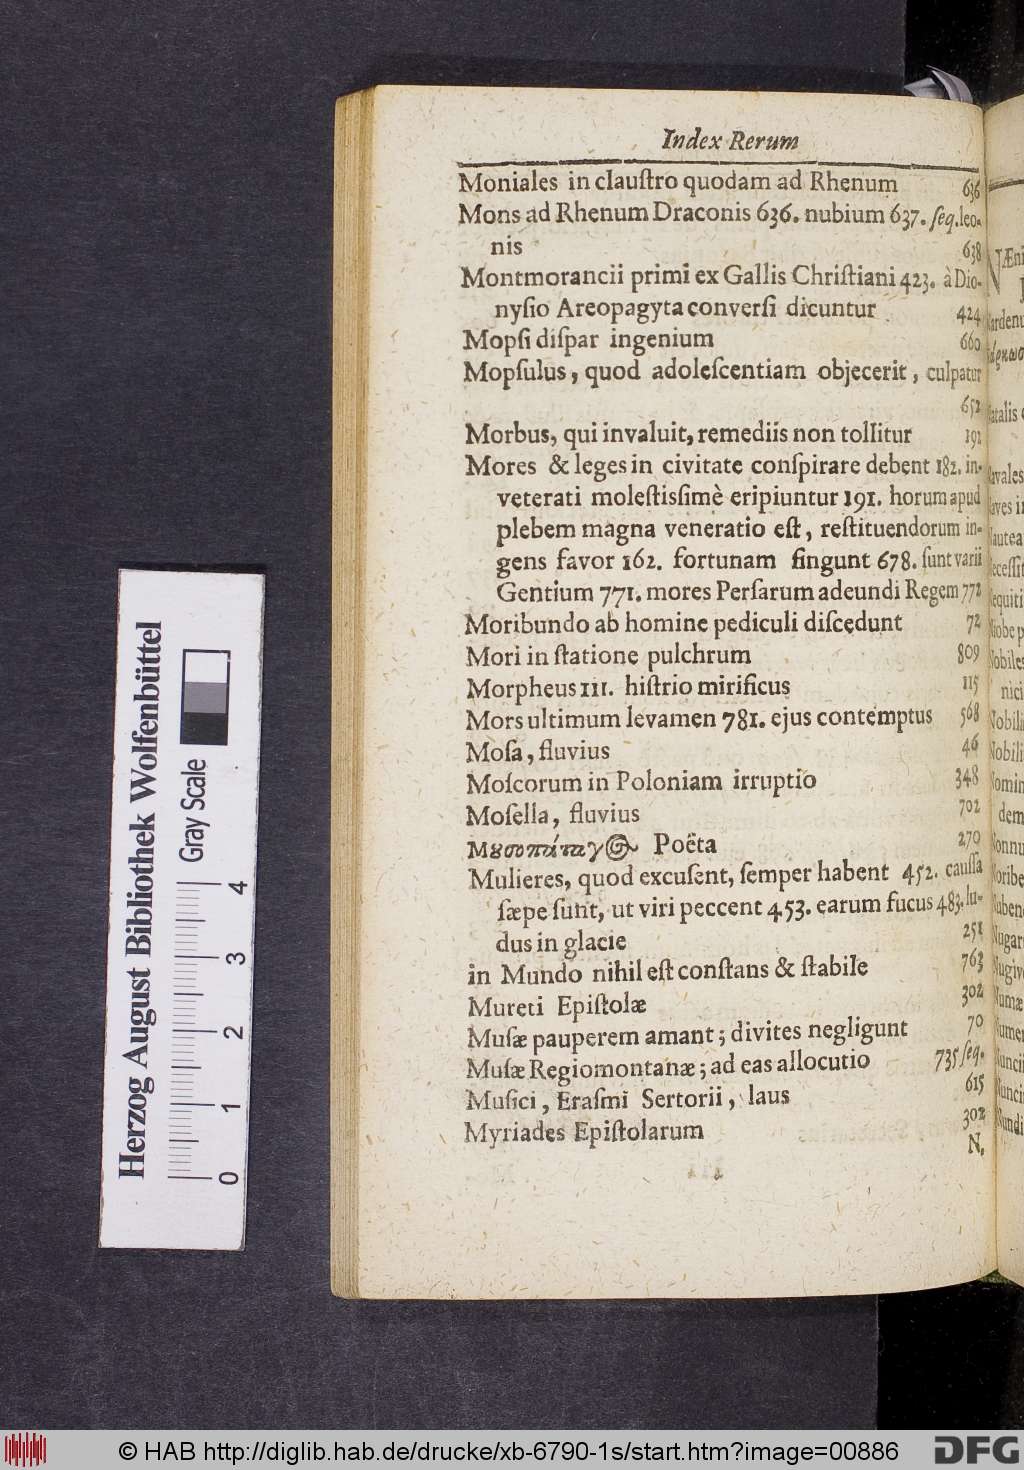 Index Rerum
Moniales in clauſtro quodam ad Rhenum 636
Mons ad Rhenum Draconis 636. nubium 637. ſeq. leo-
nis 638
Montmorancii primi ex Gallis Chriſtiani 423. à Dio-
nyſio Areopagyta converſi dicuntur 424
Mopſi diſpar ingenium 660
Mopſulus, quod adoleſcentiam objecerit, culpatur
652
Morbus, qui invaluit, remediis non tollitur 191
Mores & leges in civitate conſpirare debent 182. in-
veterati moleſtisſimè eripiuntur 191. horum apud
plebem magna veneratio eſt, reſtituendorum in-
gens favor 162. fortunam fingunt 678. ſunt varii
Gentium 771. mores Perſarum adeundi Regem 772
Moribundo ab homine pediculi diſcedunt 72
Mori in ſtatione pulchrum 809
Morpheus 111. hiſtrio mirificus 115
Mors ultimum levamen 781. ejus contemptus 568
Moſa, fluvius 46
Moſcorum in Poloniam irruptio 348
Moſella, fluvius 702
Μȣσοπάταγος Poëta 270
Mulieres, quod excuſent, ſemper habent 452. cauſſa
ſæpe ſunt, ut viri peccent 453. earum fucus 483. lu-
dus in glacie 251
in Mundo nihil eſt conſtans & ſtabile 763
Mureti Epiſtolæ 302
Muſæ pauperem amant; divites negligunt 70
Muſæ Regiomontanæ; ad eas allocutio 735 ſeq.
Muſici, Eraſmi Sertorii, laus 615
Myriades Epiſtolarum 302
N.
Herzog August Bibliothek Wolfenbüttel
Gray Scale
0 1 2 3 4
© HAB http://diglib.hab.de/drucke/xb-6790-1s/start.htm?image=00886
DFG